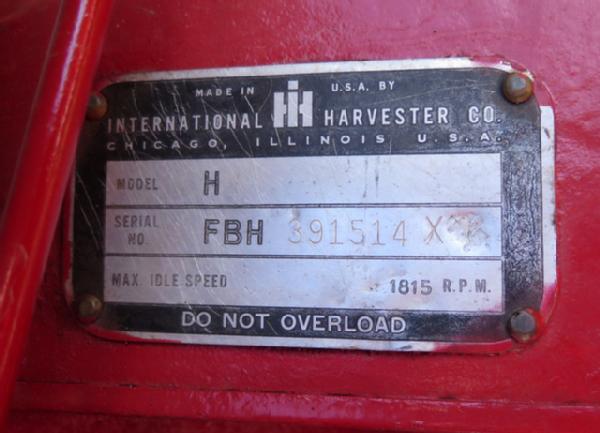 MADE IN IH U.S.A. BY
INTERNATIONAL HARVESTER CO.
CHICAGO, ILLINOIS U.S.A.
MODEL H
SERIAL NO. FBH 391514 X
MAX. IDLE SPEED 1815 R.P.M.
DO NOT OVERLOAD